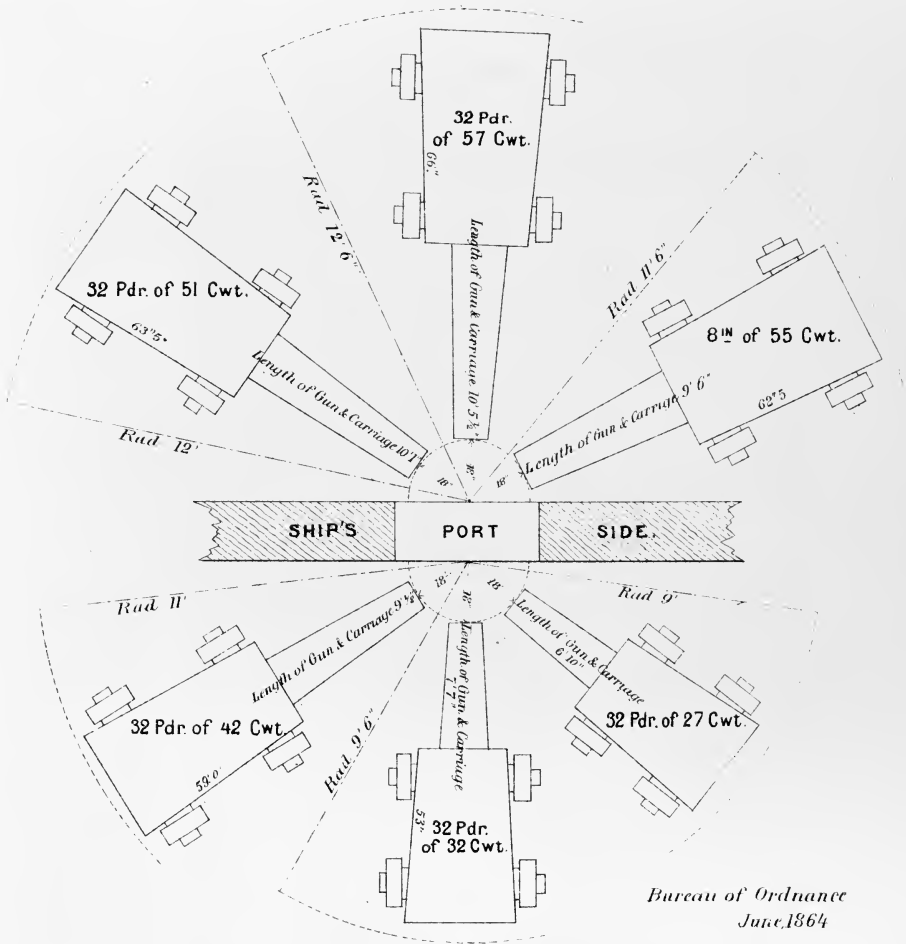 32 Pdr.
of 57 Cwt.
66"
Length of Gun & Carriage 10' 5½"
Rad 12' 6"
18"
32 Pdr. of 51 Cwt.
63"5
Length of Gun & Carriage 10'1"
Rad 12'
18"
8IN of 55 Cwt.
62"5
Length of Gun & Carrige 9' 6"
Rad 11' 6"
18"
SHIP'S PORT SIDE.
32 Pdr. of 42 Cwt.
59"0
Length of Gun & Carriage
Rad 11'
18"
32 Pdr.
of 32 Cwt.
53"
Length of Gun & Carriage
7' 7"
Rad 9' 6"
18"
32 Pdr. of 27 Cwt.
Length of Gun & Carriage
6' 10"
Rad 9'
18"
Bureau of Ordnance
June, 1864